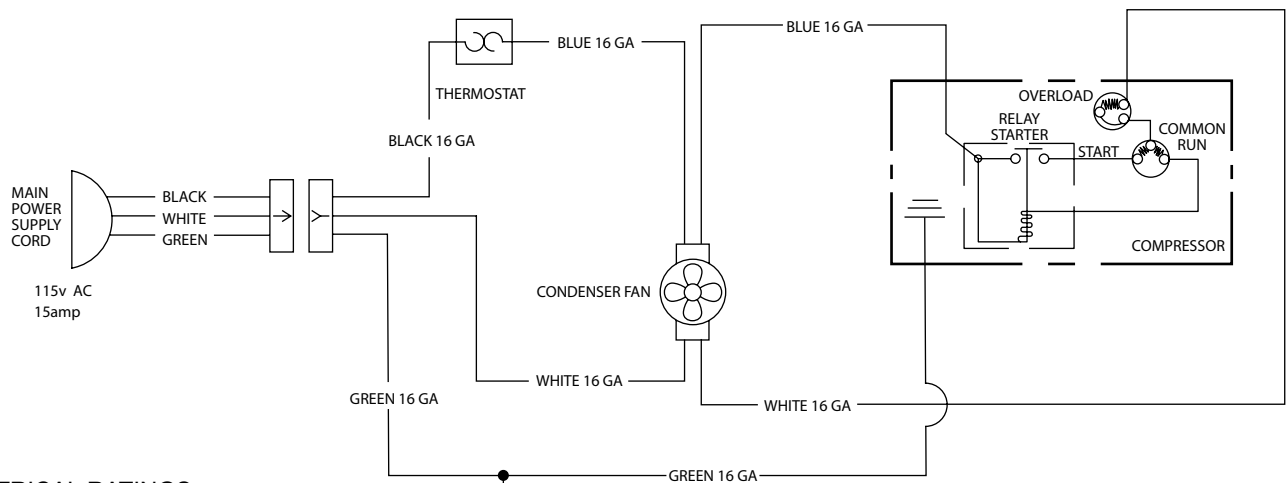 BLUE 16 GA
BLUE 16 GA
THERMOSTAT
BLACK 16 GA
OVERLOAD
RELAY
STARTER
COMMON
RUN
START
COMPRESSOR
MAIN
POWER
SUPPLY
CORD
BLACK
WHITE
GREEN
115v AC
15amp
CONDENSER FAN
WHITE 16 GA
GREEN 16 GA
WHITE 16 GA
GREEN 16 GA